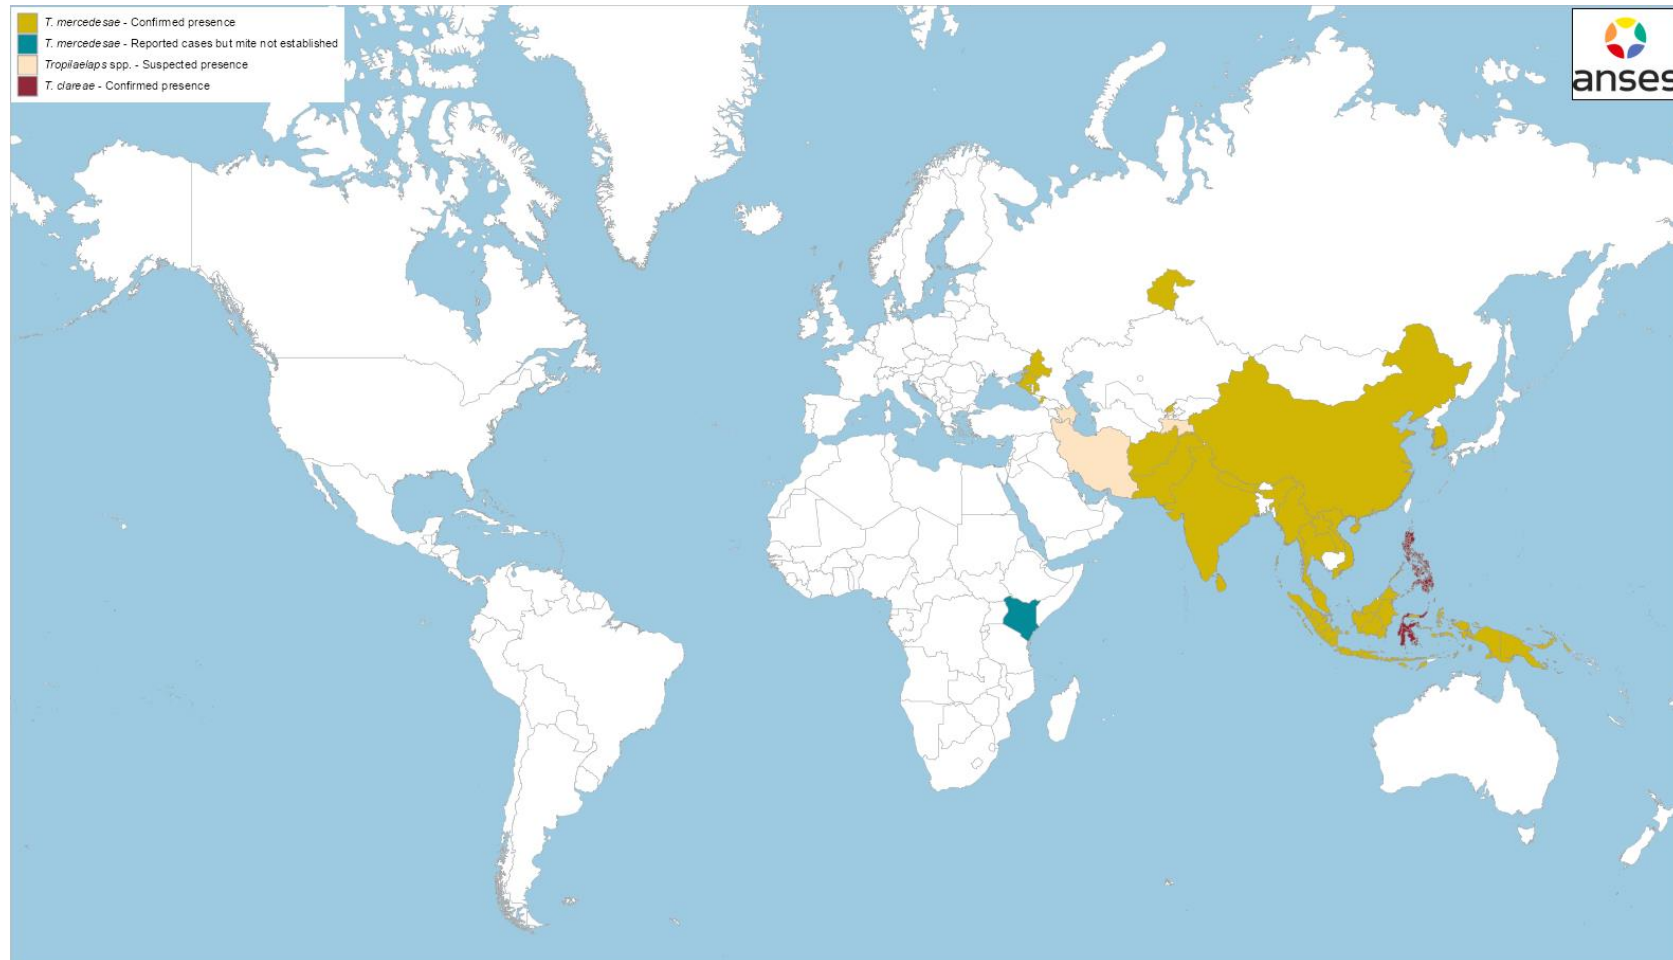 T. mercedesae - Confirmed presence
T. mercedesae - Reported cases but mite not established
Tropilaelaps spp. - Suspected presence
T. clareae - Confirmed presence
anses